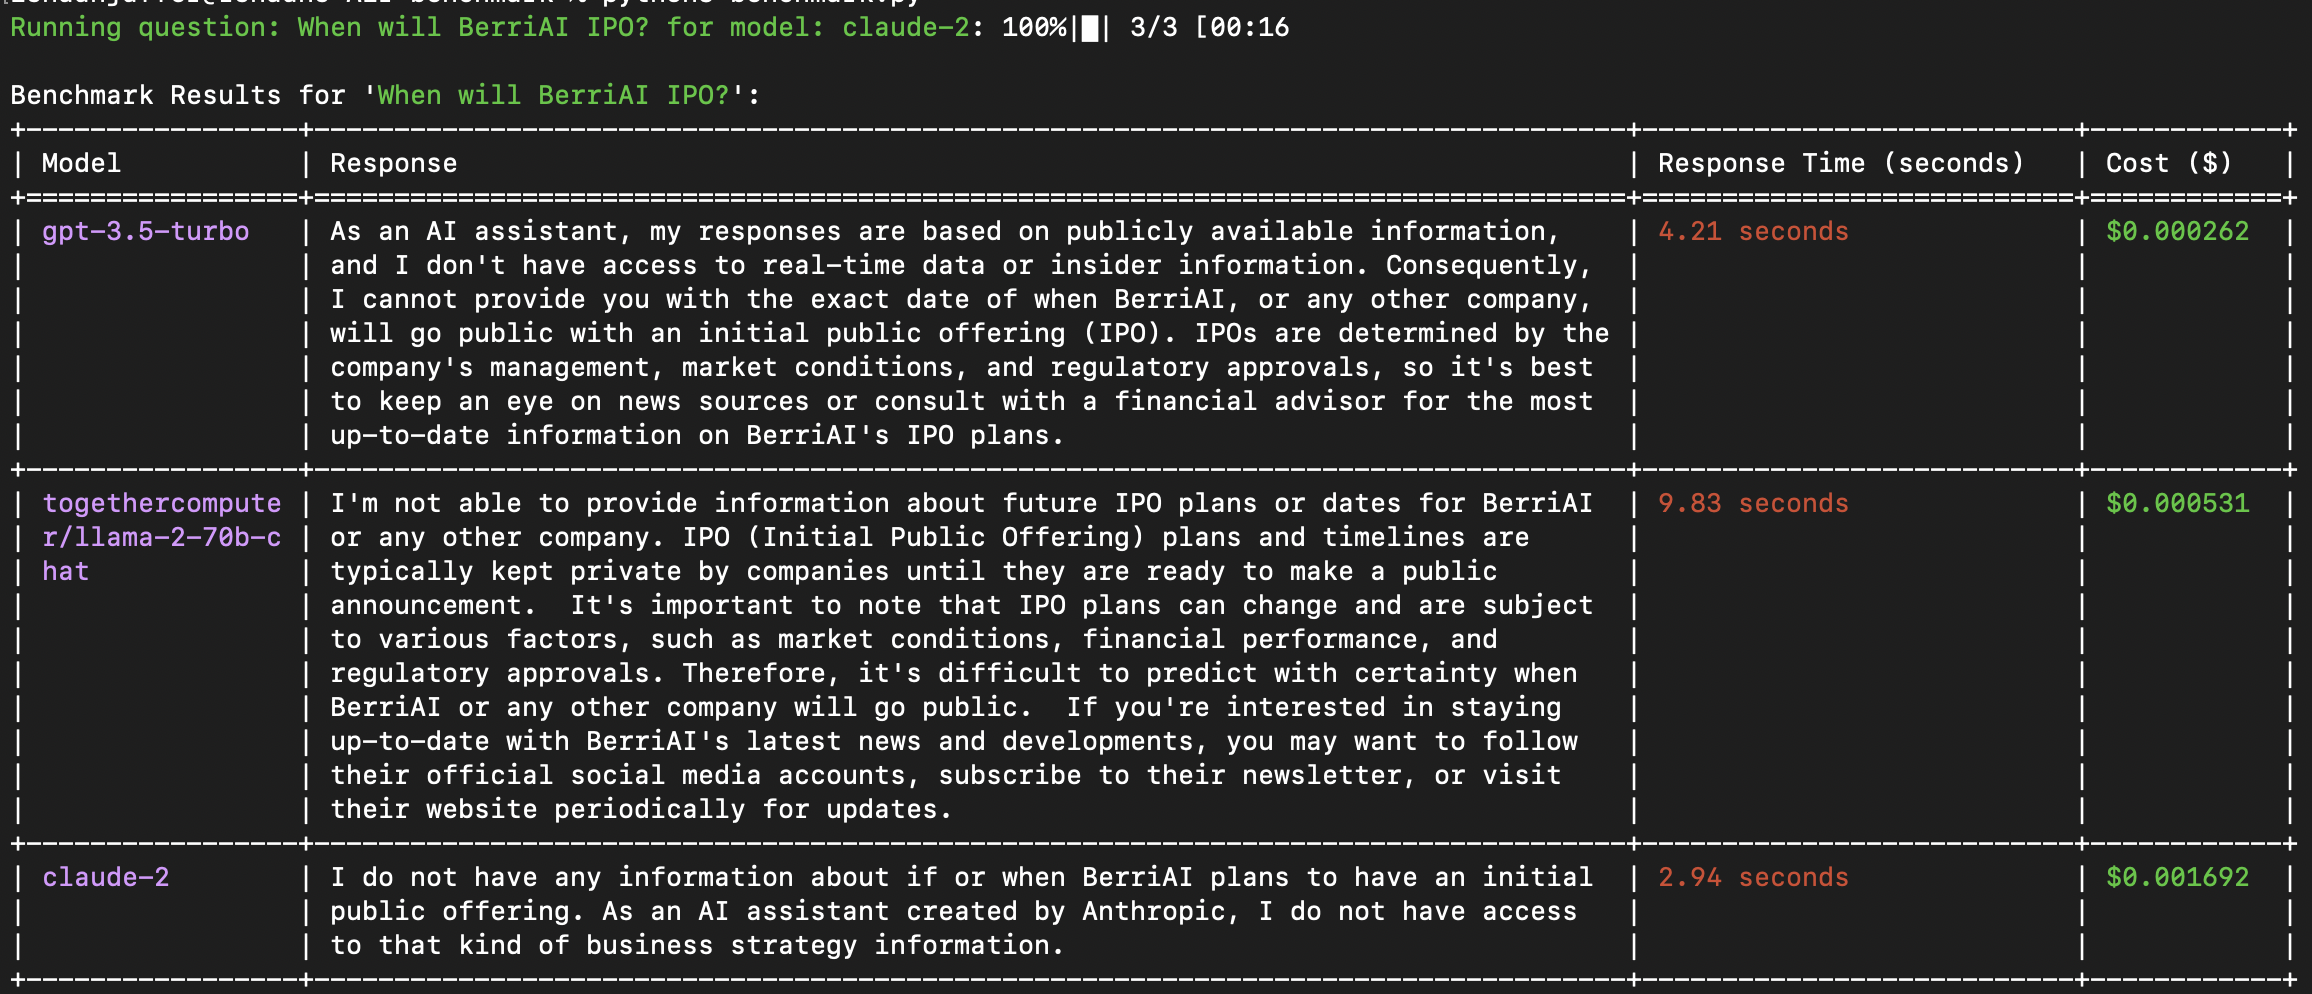 Running question: When will BerriAI IPO? for model: claude-2: 100%|█| 3/3 [00:16
Benchmark Results for 'When will BerriAI IPO?':
| Model | Response | Response Time (seconds) | Cost ($) |
| gpt-3.5-turbo | As an AI assistant, my responses are based on publicly available information, | 4.21 seconds | $0.000262 |
and I don't have access to real-time data or insider information. Consequently,
I cannot provide you with the exact date of when BerriAI, or any other company,
will go public with an initial public offering (IPO). IPOs are determined by the
company's management, market conditions, and regulatory approvals, so it's best
to keep an eye on news sources or consult with a financial advisor for the most
up-to-date information on BerriAI's IPO plans.
| togethercompute | I'm not able to provide information about future IPO plans or dates for BerriAI | 9.83 seconds | $0.000531 |
| r/llama-2-70b-c | or any other company. IPO (Initial Public Offering) plans and timelines are
| hat | typically kept private by companies until they are ready to make a public
announcement.  It's important to note that IPO plans can change and are subject
to various factors, such as market conditions, financial performance, and
regulatory approvals. Therefore, it's difficult to predict with certainty when
BerriAI or any other company will go public.  If you're interested in staying
up-to-date with BerriAI's latest news and developments, you may want to follow
their official social media accounts, subscribe to their newsletter, or visit
their website periodically for updates.
| claude-2 | I do not have any information about if or when BerriAI plans to have an initial | 2.94 seconds | $0.001692 |
public offering. As an AI assistant created by Anthropic, I do not have access
to that kind of business strategy information.